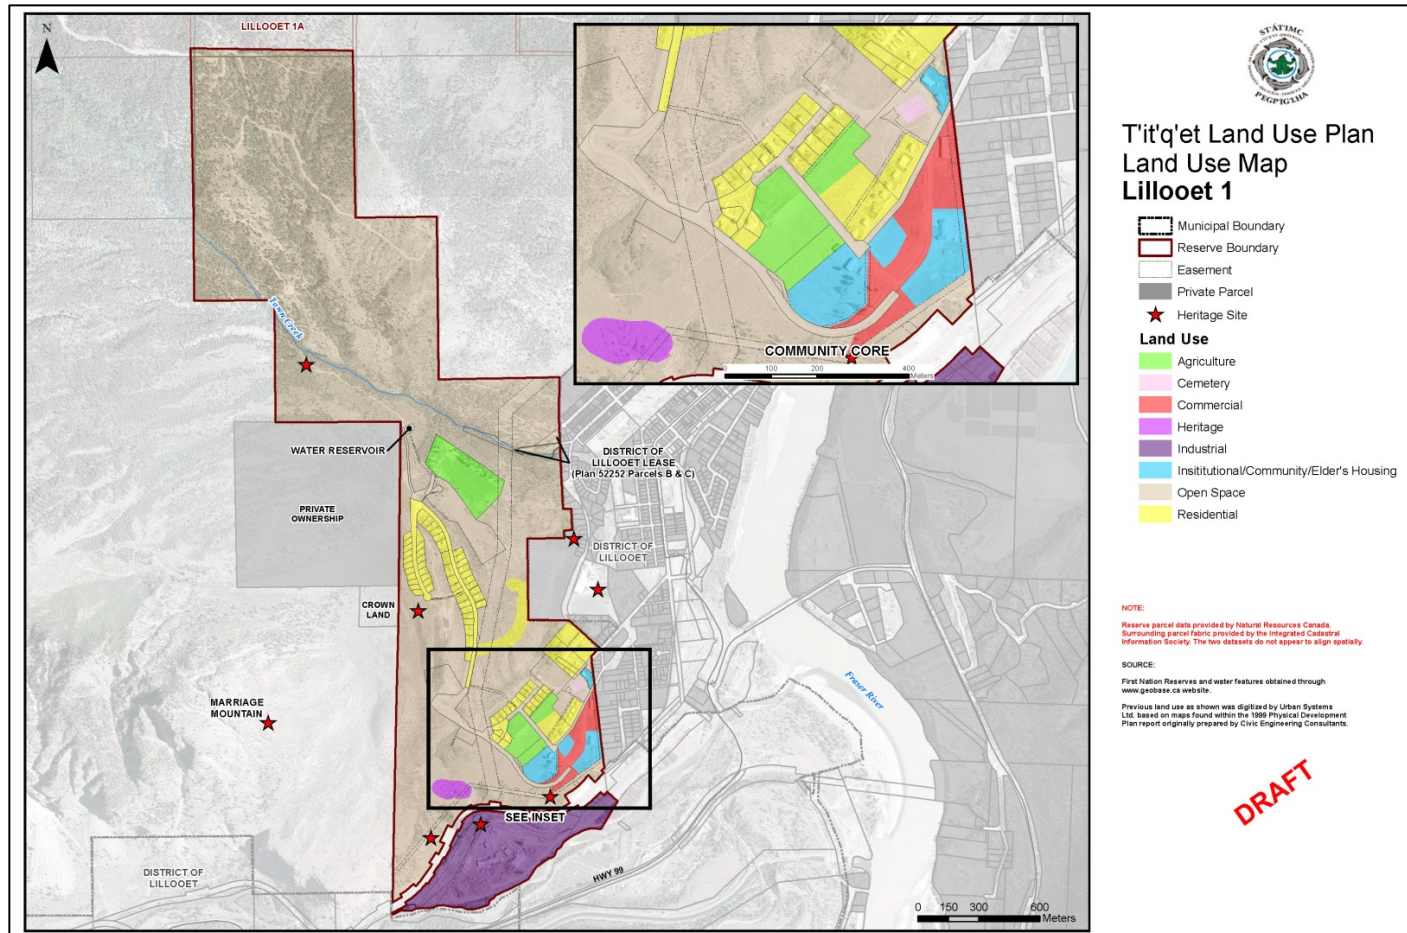 LILLOOET 1A
N
Town Creek
WATER RESERVOIR
DISTRICT OF
LILLOOET LEASE
(Plan 52252 Parcels B & C)
PRIVATE
OWNERSHIP
DISTRICT OF
LILLOOET
CROWN
LAND
MARRIAGE
MOUNTAIN
Fraser River
SEE INSET
HWY 99
DISTRICT OF
LILLOOET
0 150 300 600
Meters
COMMUNITY CORE
0 100 200 400
Meters
ST'ÁT'IMC
P'EGP'ÍG'LHA
T'it'q'et Land Use Plan
Land Use Map
Lillooet 1
Municipal Boundary
Reserve Boundary
Easement
Private Parcel
Heritage Site
Land Use
Agriculture
Cemetery
Commercial
Heritage
Industrial
Insititutional/Community/Elder's Housing
Open Space
Residential
NOTE:
Reserve parcel data provided by Natural Resources Canada.
Surrounding parcel fabric provided by the Integrated Cadastral
Information Society. The two datasets do not appear to align spatially.
SOURCE:
First Nation Reserves and water features obtained through
www.geobase.ca website.
Previous land use as shown was digitized by Urban Systems
Ltd. based on maps found within the 1999 Physical Development
Plan report originally prepared by Civic Engineering Consultants.
DRAFT